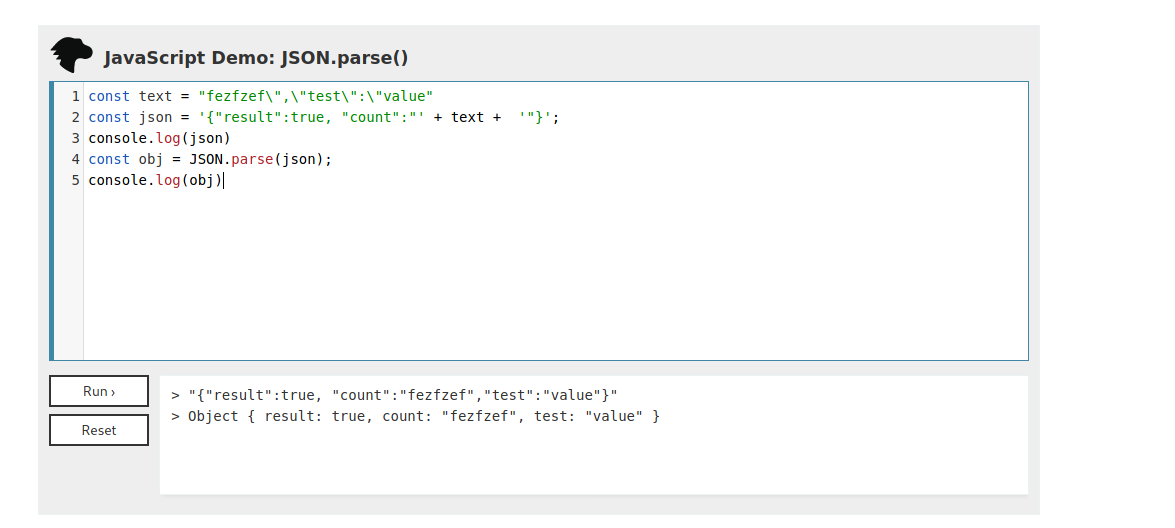 JavaScript Demo: JSON.parse()
1 const text = "fezfzef\",\"test\":\"value"
2 const json = '{"result":true, "count":"' + text +  '"}';
3 console.log(json)
4 const obj = JSON.parse(json);
5 console.log(obj)
Run ›
> "{"result":true, "count":"fezfzef","test":"value"}"
> Object { result: true, count: "fezfzef", test: "value" }
Reset